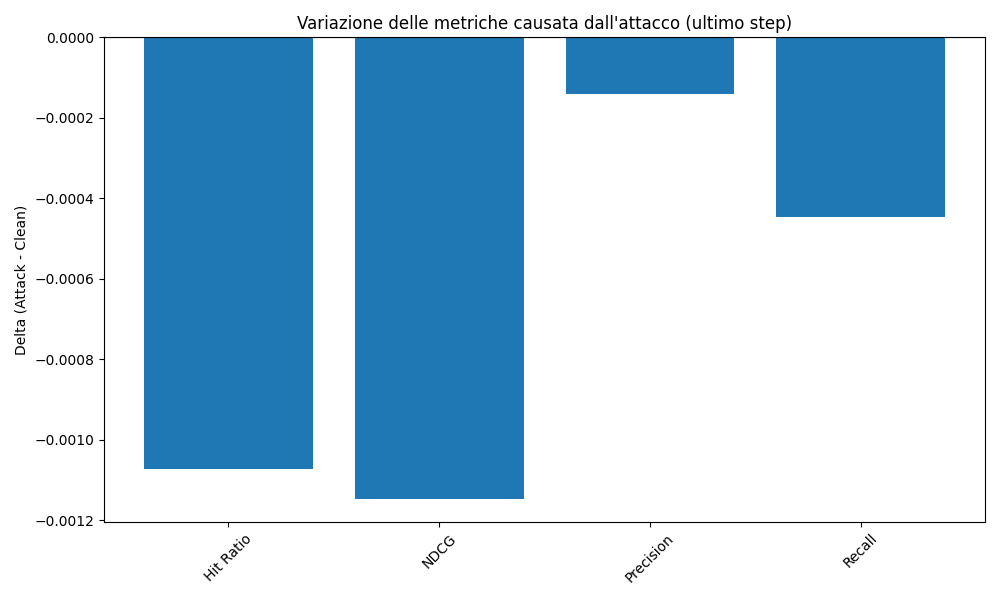 Variazione delle metriche causata dall'attacco (ultimo step)
Delta (Attack - Clean)
0.0000
−0.0002
−0.0004
−0.0006
−0.0008
−0.0010
−0.0012
Hit Ratio
NDCG
Precision
Recall